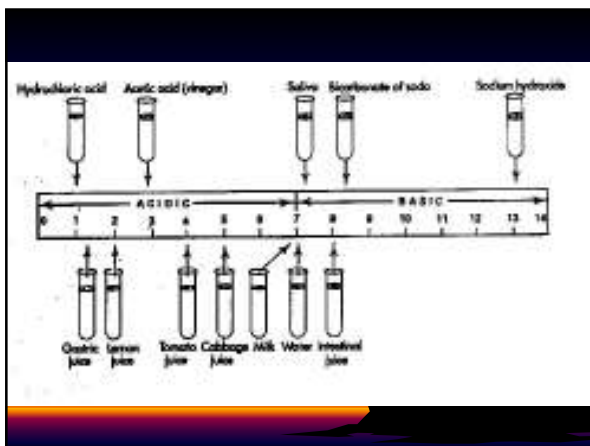 Hydrochloric acid Acetic acid (vinegar) Saliva Bicarbonate of soda Sodium hydroxide
ACIDIC BASIC
0 1 2 3 4 5 6 7 8 9 10 11 12 13 14
Gastric Lemon Tomato Cabbage Milk Water Intestinal
juice juice juice juice juice